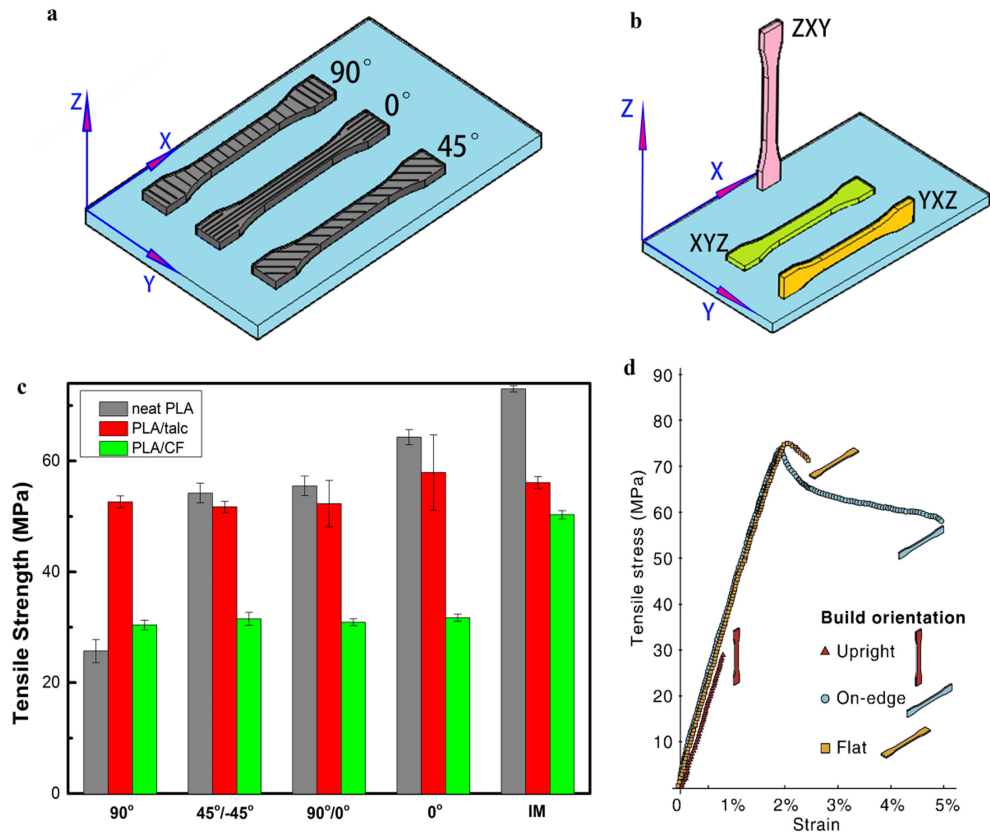 a
90°
0°
45°
Z
X
Y
b
ZXY
Z
X
XYZ
YXZ
Y
c
neat PLA
PLA/talc
PLA/CF
Tensile Strength (MPa)
60
40
20
0
90°
45°/-45°
90°/0°
0°
IM
d
Tensile stress (MPa)
90
80
70
60
50
40
30
20
10
0
1%
2%
3%
4%
5%
Strain
Build orientation
Upright
On-edge
Flat